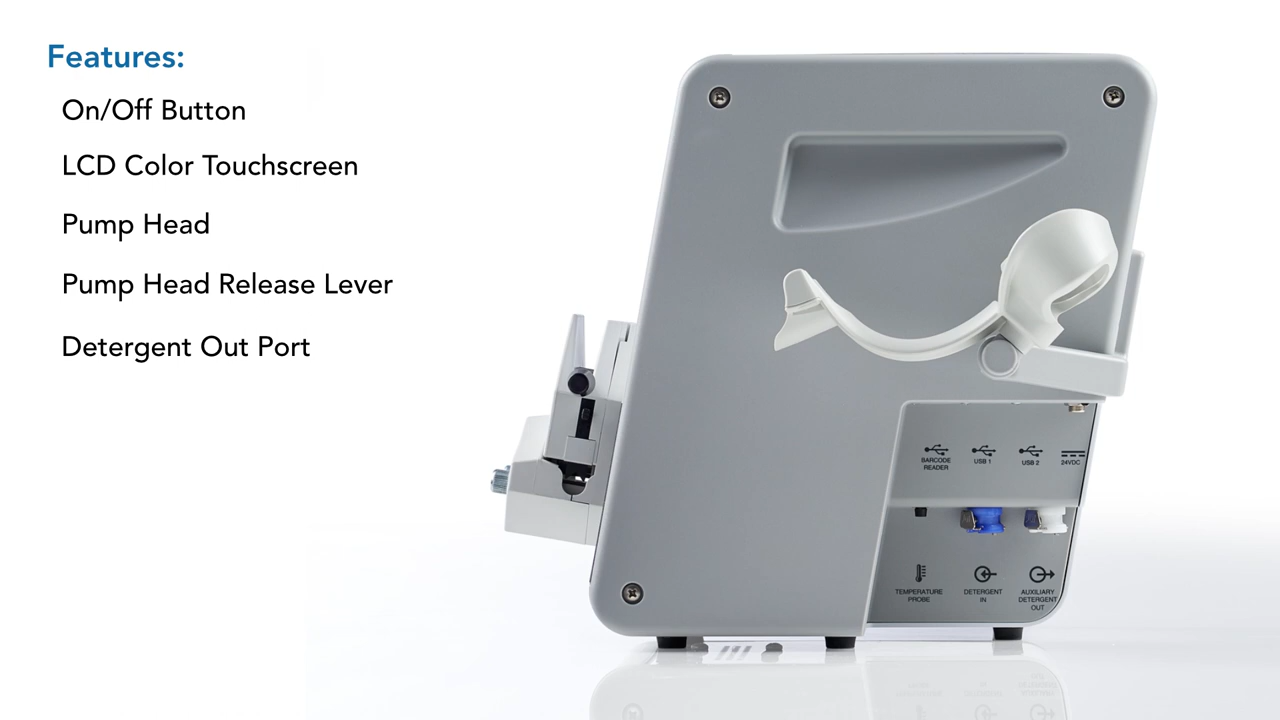 Features:
On/Off Button
LCD Color Touchscreen
Pump Head
Pump Head Release Lever
Detergent Out Port
BARCODE
READER
USB 1
USB 2
24VDC
TEMPERATURE
PROBE
DETERGENT
IN
AUXILIARY
DETERGENT
OUT